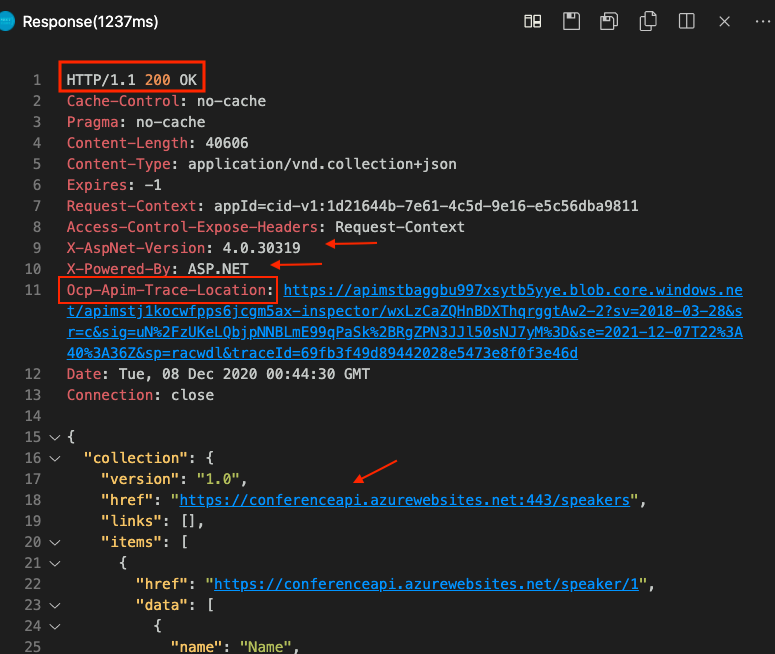 Response(1237ms)
1 HTTP/1.1 200 OK
2 Cache-Control: no-cache
3 Pragma: no-cache
4 Content-Length: 40606
5 Content-Type: application/vnd.collection+json
6 Expires: -1
7 Request-Context: appId=cid-v1:1d21644b-7e61-4c5d-9e16-e5c56dba9811
8 Access-Control-Expose-Headers: Request-Context
9 X-AspNet-Version: 4.0.30319
10 X-Powered-By: ASP.NET
11 Ocp-Apim-Trace-Location: https://apimstbaggbu997xsytb5yye.blob.core.windows.ne
t/apimstj1kocwfpps6jcgm5ax-inspector/wxLzCaZQHnBDXThqrggtAw2-2?sv=2018-03-28&s
r=c&sig=uN%2FzUKeLQbjpNNBLmE99qPaSk%2BRgZPN3JJl50sNJ7yM%3D&se=2021-12-07T22%3A
40%3A36Z&sp=racwdl&traceId=69fb3f49d89442028e5473e8f0f3e46d
12 Date: Tue, 08 Dec 2020 00:44:30 GMT
13 Connection: close
14
15 {
16 "collection": {
17 "version": "1.0",
18 "href": "https://conferenceapi.azurewebsites.net:443/speakers",
19 "links": [],
20 "items": [
21 {
22 "href": "https://conferenceapi.azurewebsites.net/speaker/1",
23 "data": [
24 {
25 "name": "Name",